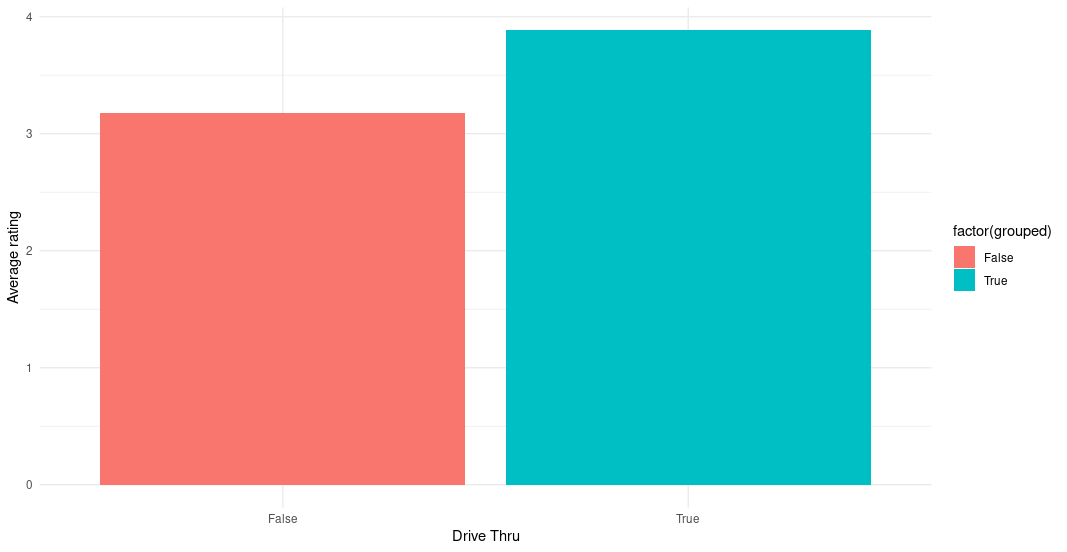 4
3
2
1
0
Average rating
False
True
Drive Thru
factor(grouped)
False
True